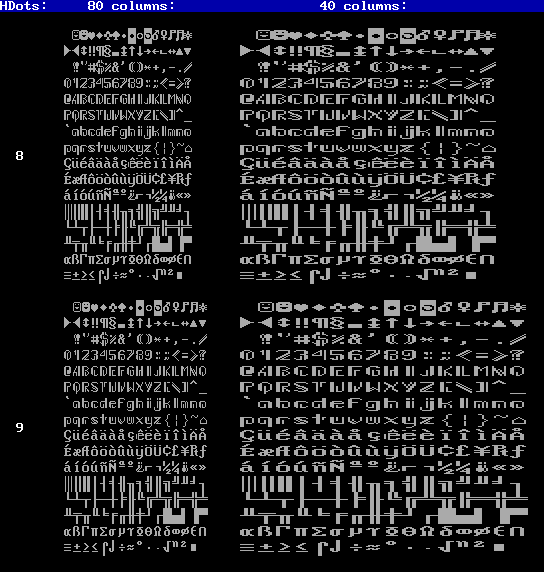 HDots: 80 columns: 40 columns:
☺☻♥♦♣♠•◘○◙♂♀♪♫☼ ☺☻♥♦♣♠•◘○◙♂♀♪♫☼
►◄↕‼¶§▬↨↑↓→←∟↔▲▼ ►◄↕‼¶§▬↨↑↓→←∟↔▲▼
!"#$%&'()*+,-./ !"#$%&'()*+,-./
0123456789:;<=>? 0123456789:;<=>?
@ABCDEFGHIJKLMNO @ABCDEFGHIJKLMNO
PQRSTUVWXYZ[\]^_ PQRSTUVWXYZ[\]^_
`abcdefghijklmno `abcdefghijklmno
8 pqrstuvwxyz{¦}~⌂ pqrstuvwxyz{¦}~⌂
ÇüéâäàåçêëèïîìÄÅ ÇüéâäàåçêëèïîìÄÅ
ÉæÆôöòûùÿÖÜ¢£¥₧ƒ ÉæÆôöòûùÿÖÜ¢£¥₧ƒ
áíóúñÑªº¿⌐¬½¼¡«» áíóúñÑªº¿⌐¬½¼¡«»
░▒▓│┤╡╢╖╕╣║╗╝╜╛┐ ░▒▓│┤╡╢╖╕╣║╗╝╜╛┐
└┴┬├─┼╞╟╚╔╩╦╠═╬╧ └┴┬├─┼╞╟╚╔╩╦╠═╬╧
╨╤╥╙╘╒╓╫╪┘┌█▄▌▐▀ ╨╤╥╙╘╒╓╫╪┘┌█▄▌▐▀
αßΓπΣσµτΦΘΩδ∞φε∩ αßΓπΣσµτΦΘΩδ∞φε∩
≡±≥≤⌠⌡÷≈°∙·√ⁿ²■ ≡±≥≤⌠⌡÷≈°∙·√ⁿ²■
☺☻♥♦♣♠•◘○◙♂♀♪♫☼ ☺☻♥♦♣♠•◘○◙♂♀♪♫☼
►◄↕‼¶§▬↨↑↓→←∟↔▲▼ ►◄↕‼¶§▬↨↑↓→←∟↔▲▼
!"#$%&'()*+,-./ !"#$%&'()*+,-./
0123456789:;<=>? 0123456789:;<=>?
@ABCDEFGHIJKLMNO @ABCDEFGHIJKLMNO
PQRSTUVWXYZ[\]^_ PQRSTUVWXYZ[\]^_
`abcdefghijklmno `abcdefghijklmno
9 pqrstuvwxyz{¦}~⌂ pqrstuvwxyz{¦}~⌂
ÇüéâäàåçêëèïîìÄÅ ÇüéâäàåçêëèïîìÄÅ
ÉæÆôöòûùÿÖÜ¢£¥₧ƒ ÉæÆôöòûùÿÖÜ¢£¥₧ƒ
áíóúñÑªº¿⌐¬½¼¡«» áíóúñÑªº¿⌐¬½¼¡«»
░▒▓│┤╡╢╖╕╣║╗╝╜╛┐ ░▒▓│┤╡╢╖╕╣║╗╝╜╛┐
└┴┬├─┼╞╟╚╔╩╦╠═╬╧ └┴┬├─┼╞╟╚╔╩╦╠═╬╧
╨╤╥╙╘╒╓╫╪┘┌█▄▌▐▀ ╨╤╥╙╘╒╓╫╪┘┌█▄▌▐▀
αßΓπΣσµτΦΘΩδ∞φε∩ αßΓπΣσµτΦΘΩδ∞φε∩
≡±≥≤⌠⌡÷≈°∙·√ⁿ²■ ≡±≥≤⌠⌡÷≈°∙·√ⁿ²■